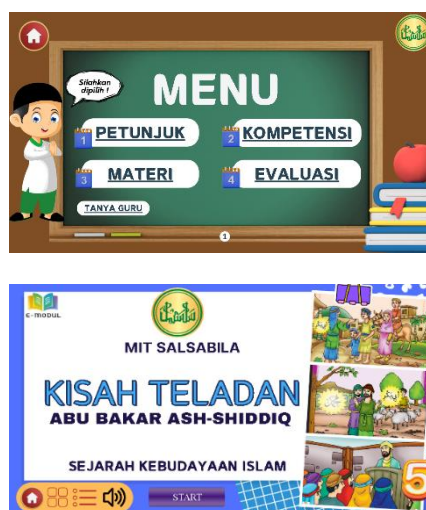 Silahkan
dipilih !
MENU
1 PETUNJUK
2 KOMPETENSI
3 MATERI
4 EVALUASI
TANYA GURU
1
E-MODUL
MIT SALSABILA
KISAH TELADAN
ABU BAKAR ASH-SHIDDIQ
SEJARAH KEBUDAYAAN ISLAM
5
START